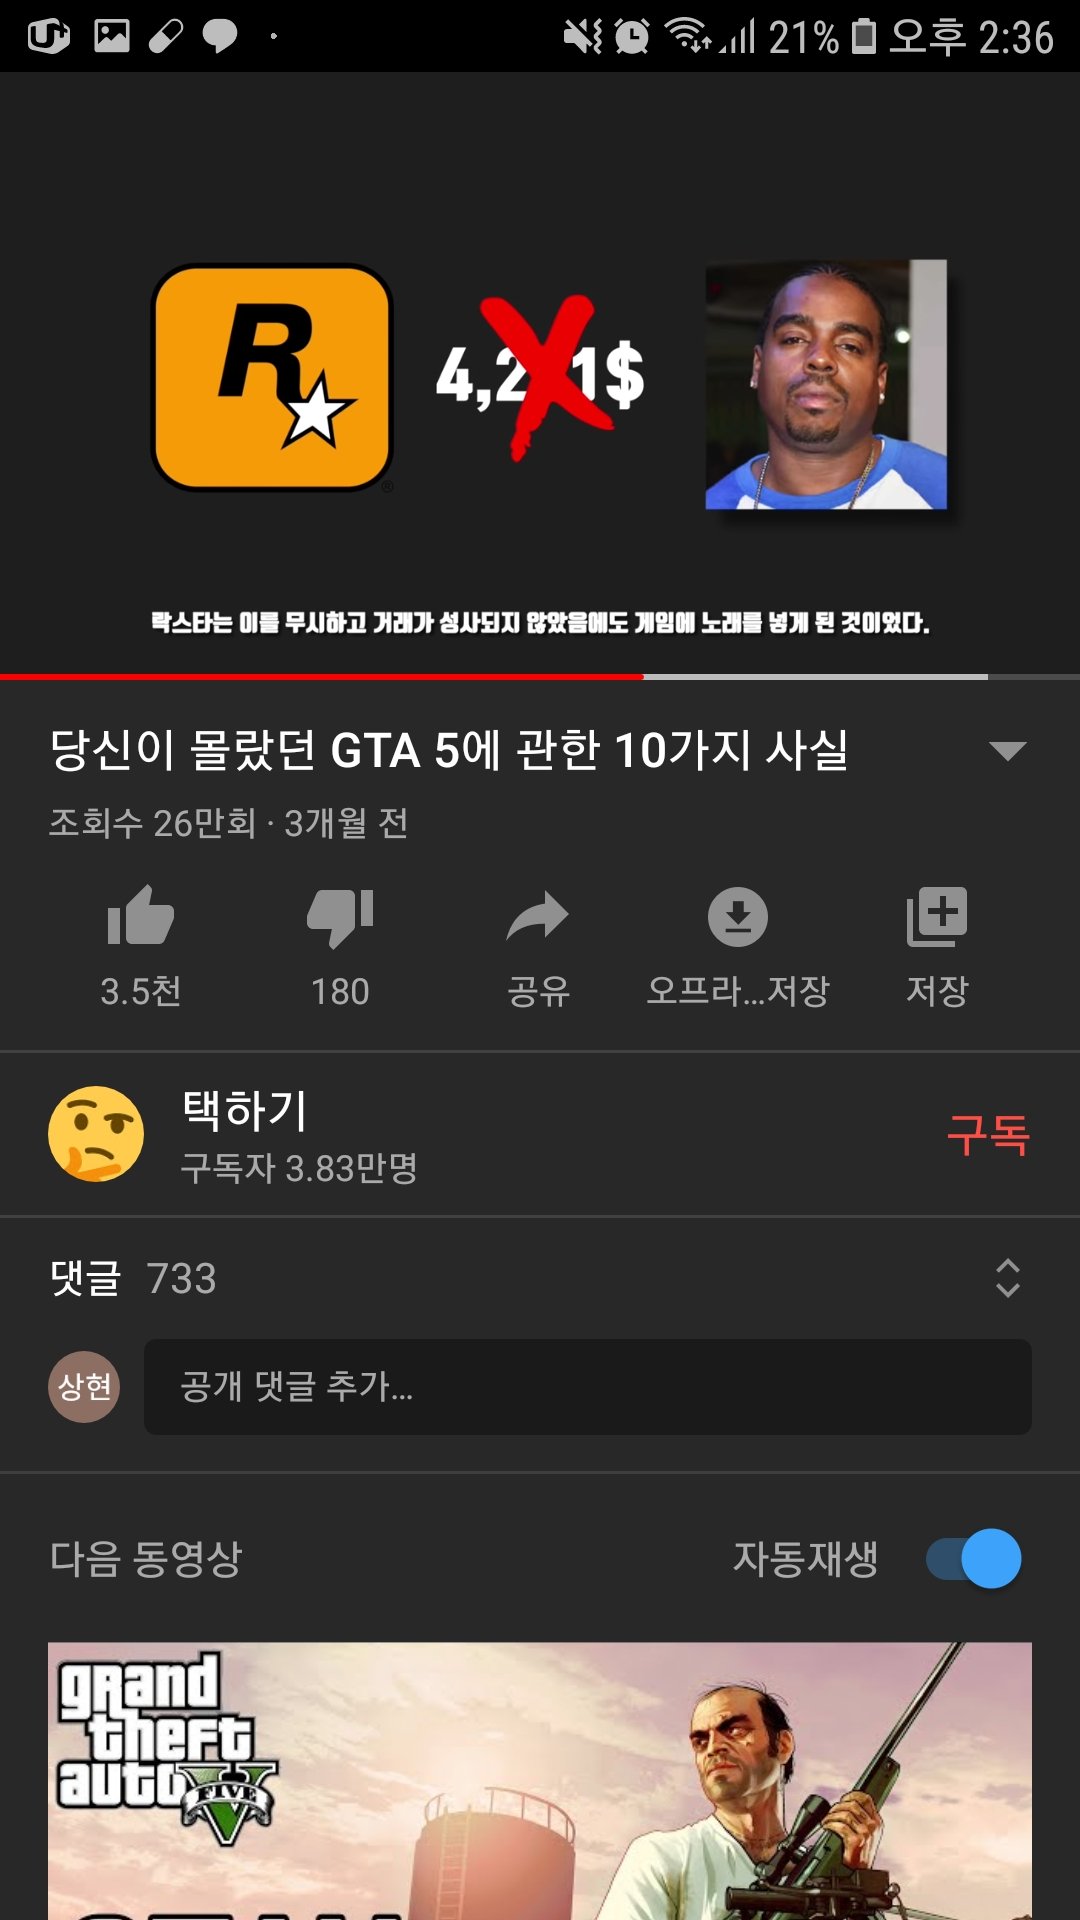 U+
21% 오후 2:36
R
®
4,2 1$
락스타는 이를 무시하고 거래가 성사되지 않았음에도 게임에 노래를 넣게 된 것이었다.
당신이 몰랐던 GTA 5에 관한 10가지 사실
조회수 26만회 · 3개월 전
3.5천
180
공유
오프라...저장
저장
택하기
구독자 3.83만명
구독
댓글 733
상현
공개 댓글 추가...
다음 동영상
자동재생
grand
theft
auto
V
FIVE